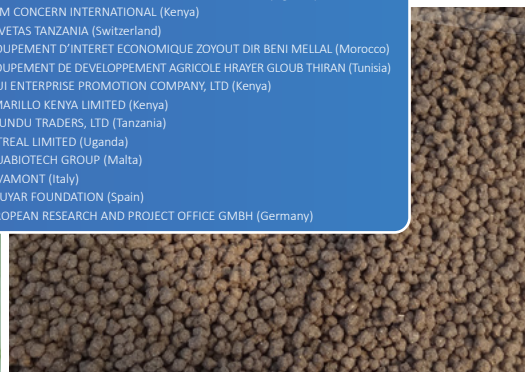 M CONCERN INTERNATIONAL (Kenya)
VETAS TANZANIA (Switzerland)
OUPEMENT D'INTERET ECONOMIQUE ZOYOUT DIR BENI MELLAL (Morocco)
OUPEMENT DE DEVELOPPEMENT AGRICOLE HRAYER GLOUB THIRAN (Tunisia)
JI ENTERPRISE PROMOTION COMPANY, LTD (Kenya)
MARILLO KENYA LIMITED (Kenya)
UNDU TRADERS, LTD (Tanzania)
TREAL LIMITED (Uganda)
UABIOTECH GROUP (Malta)
VAMONT (Italy)
UYAR FOUNDATION (Spain)
ROPEAN RESEARCH AND PROJECT OFFICE GMBH (Germany)